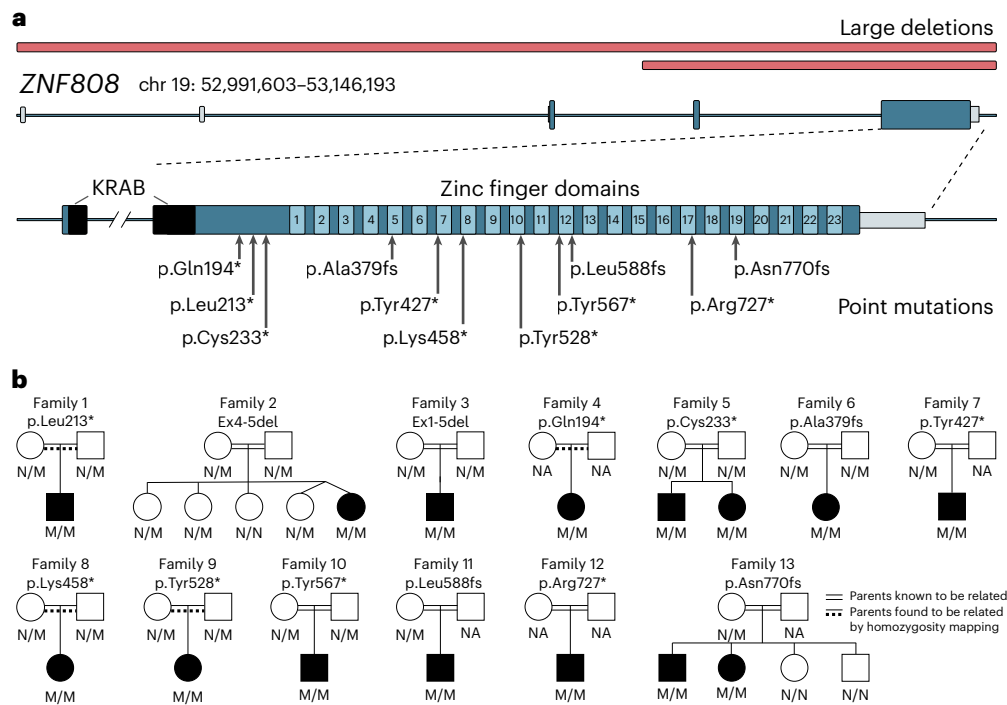 a
Large deletions
ZNF808 chr 19: 52,991,603–53,146,193
KRAB
Zinc finger domains
1 2 3 4 5 6 7 8 9 10 11 12 13 14 15 16 17 18 19 20 21 22 23
p.Gln194* p.Ala379fs p.Leu588fs p.Asn770fs
p.Leu213* p.Tyr427* p.Tyr567* p.Arg727* Point mutations
p.Cys233* p.Lys458* p.Tyr528*
b
Family 1 Family 2 Family 3 Family 4 Family 5 Family 6 Family 7
p.Leu213* Ex4-5del Ex1-5del p.Gln194* p.Cys233* p.Ala379fs p.Tyr427*
N/M N/M N/M N/M N/M N/M NA NA N/M N/M N/M N/M N/M NA
M/M N/M N/M N/N N/M M/M M/M M/M M/M M/M M/M M/M
Family 8 Family 9 Family 10 Family 11 Family 12 Family 13
p.Lys458* p.Tyr528* p.Tyr567* p.Leu588fs p.Arg727* p.Asn770fs
N/M N/M N/M N/M N/M N/M N/M NA NA NA N/M NA
Parents known to be related
Parents found to be related
by homozygosity mapping
M/M M/M M/M M/M M/M M/M M/M N/N N/N